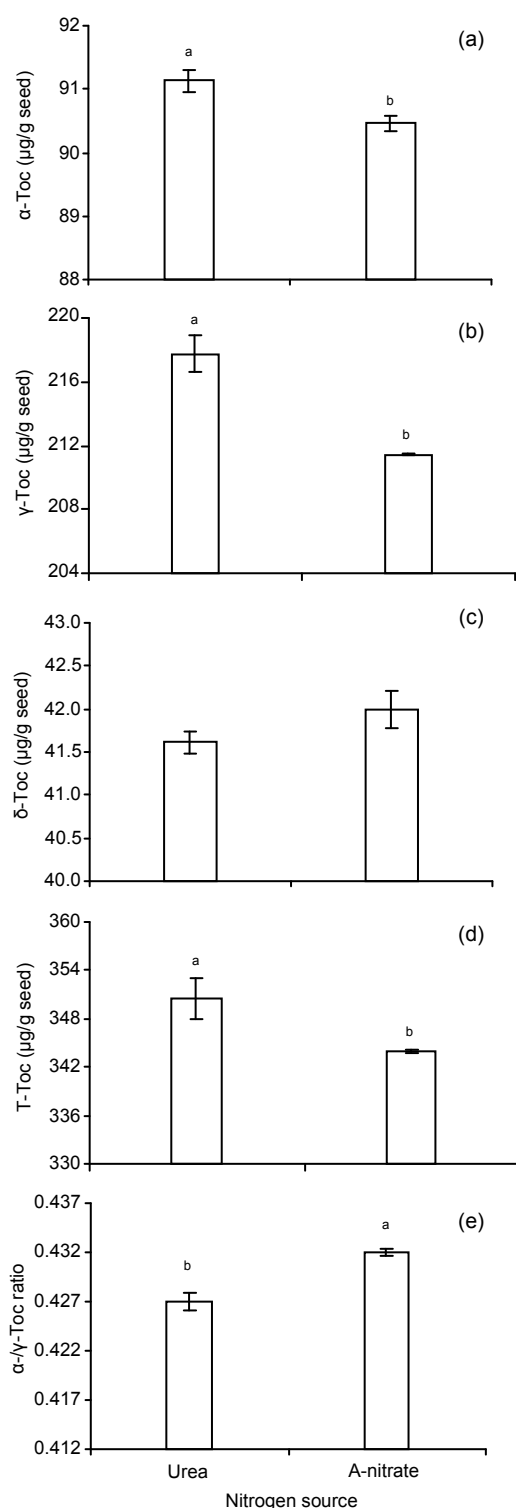 92
91
90
89
88
α-Toc (µg/g seed)
(a)
a
b
220
216
212
208
204
γ-Toc (µg/g seed)
(b)
a
b
43.0
42.5
42.0
41.5
41.0
40.5
40.0
δ-Toc (µg/g seed)
(c)
360
354
348
342
336
330
T-Toc (µg/g seed)
(d)
a
b
0.437
0.432
0.427
0.422
0.417
0.412
α-/γ-Toc ratio
(e)
b
a
Urea A-nitrate
Nitrogen source